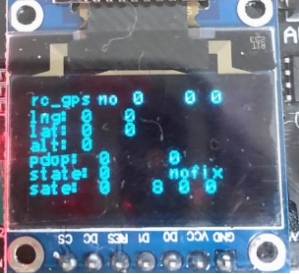 rc_gps no 0 0 0
lng: 0 0
lat: 0 0
alt: 0
pdop: 0 0
state: 0 nofix
sate: 0 8 0 0
CS DC RES D1 D0 VCC GND